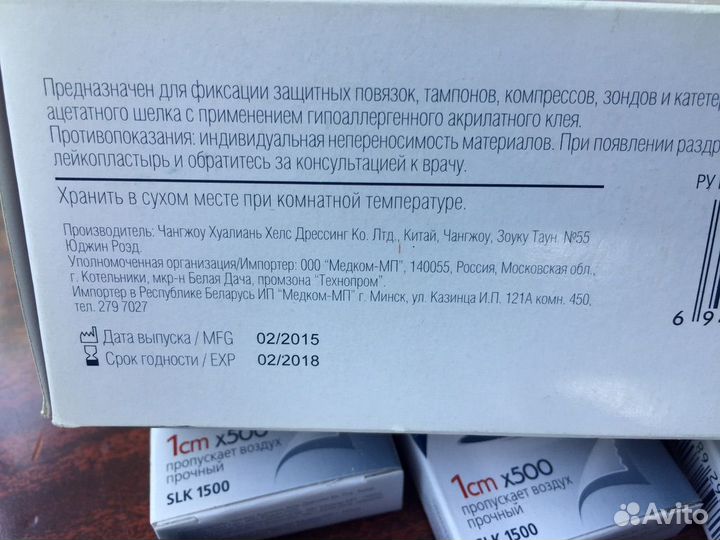 Предназначен для фиксации защитных повязок, тампонов, компрессов, зондов и катете
ацетатного шелка с применением гипоаллергенного акрилатного клея.
Противопоказания: индивидуальная непереносимость материалов. При появлении раздр
лейкопластырь и обратитесь за консультацией к врачу.
Хранить в сухом месте при комнатной температуре.
РУ
Производитель: Чангжоу Хуалиань Хелс Дрессинг Ко. Лтд., Китай, Чангжоу, Зоуку Таун. №55
Юджин Роэд.
Уполномоченная организация/Импортер: ООО "Медком-МП", 140055, Россия, Московская обл.,
г. Котельники, мкр-н Белая Дача, промзона "Технопром".
Импортер в Республике Беларусь ИП "Медком-МП" г. Минск, ул. Казинца И.П. 121А комн. 450,
тел. 279 7027
6 9
Дата выпуска / MFG 02/2015
Срок годности / EXP 02/2018
1cm x500
пропускает воздух
прочный
SLK 1500
1cm x500
пропускает воздух
прочный
SLK 1500
Avito